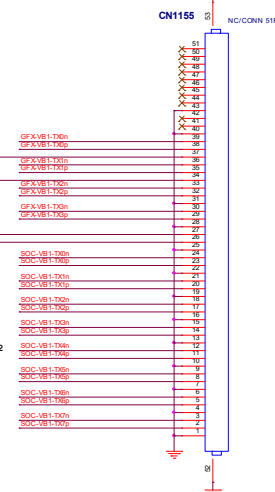 CN1155
53
NC/CONN 51
51
50
49
48
47
46
45
44
43
42
41
40
39
GFX-VB1-TX0n
38
GFX-VB1-TX0p
37
36
GFX-VB1-TX1n
35
GFX-VB1-TX1p
34
33
GFX-VB1-TX2n
32
GFX-VB1-TX2p
31
30
GFX-VB1-TX3n
29
GFX-VB1-TX3p
28
27
26
25
24
SOC-VB1-TX0n
23
SOC-VB1-TX0p
22
21
SOC-VB1-TX1n
20
SOC-VB1-TX1p
19
18
SOC-VB1-TX2n
17
SOC-VB1-TX2p
16
15
SOC-VB1-TX3n
14
SOC-VB1-TX3p
13
12
SOC-VB1-TX4n
11
SOC-VB1-TX4p
10
9
SOC-VB1-TX5n
8
SOC-VB1-TX5p
7
6
SOC-VB1-TX6n
5
SOC-VB1-TX6p
4
3
SOC-VB1-TX7n
2
SOC-VB1-TX7p
1
52